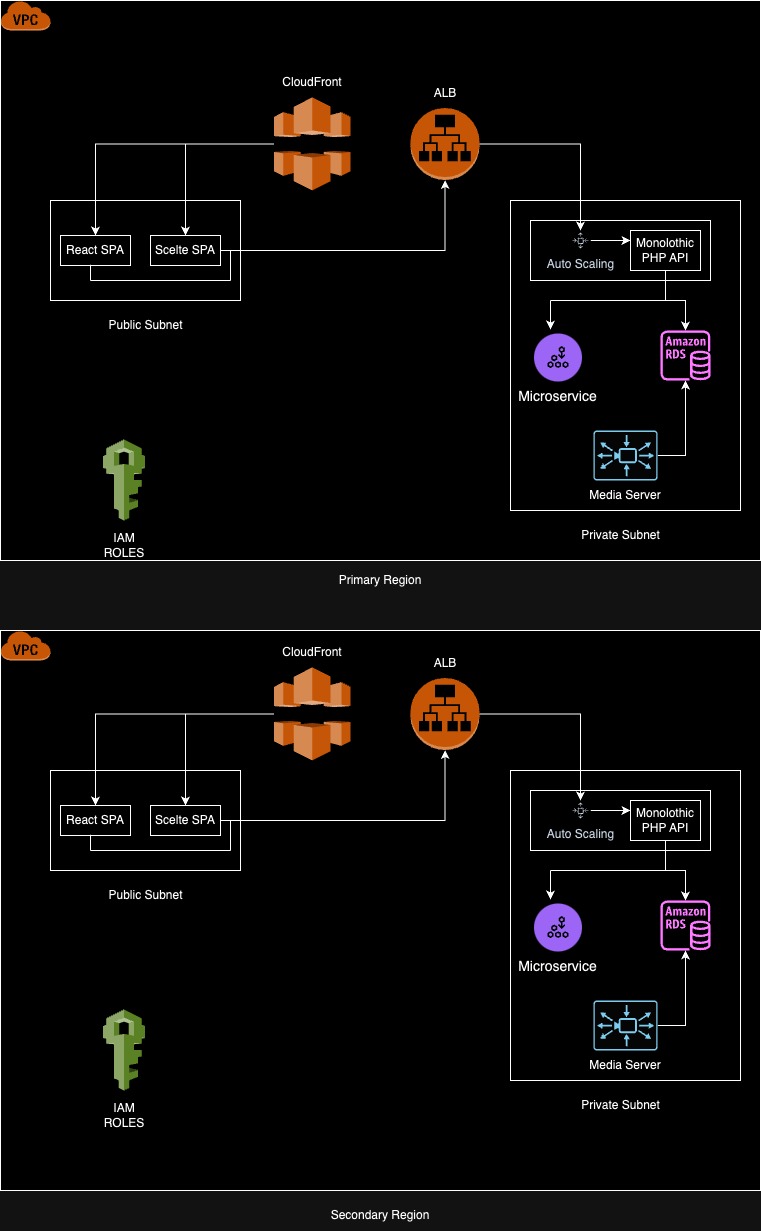 VPC
CloudFront
ALB
React SPA
Scelte SPA
Monolothic
PHP API
Auto Scaling
Public Subnet
Amazon
RDS
Microservice
Media Server
Private Subnet
IAM
ROLES
Primary Region
VPC
CloudFront
ALB
React SPA
Scelte SPA
Monolothic
PHP API
Auto Scaling
Public Subnet
Amazon
RDS
Microservice
Media Server
Private Subnet
IAM
ROLES
Secondary Region